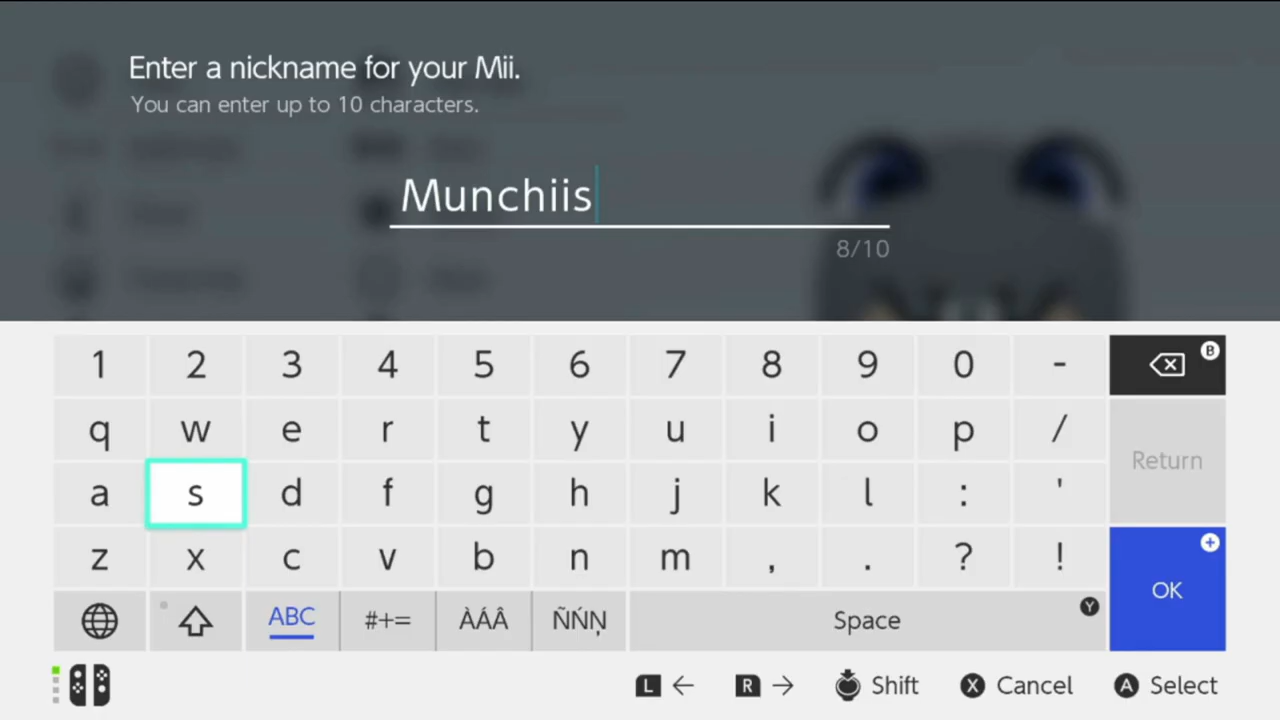 Enter a nickname for your Mii.
You can enter up to 10 characters.
Munchiis
8/10
1 2 3 4 5 6 7 8 9 0 - B
q w e r t y u i o p / Return
a s d f g h j k l : '
z x c v b n m , . ? ! + OK
ABC #+= ÀÁÂ ÑŃŅ Space Y
L ← R → Shift X Cancel A Select